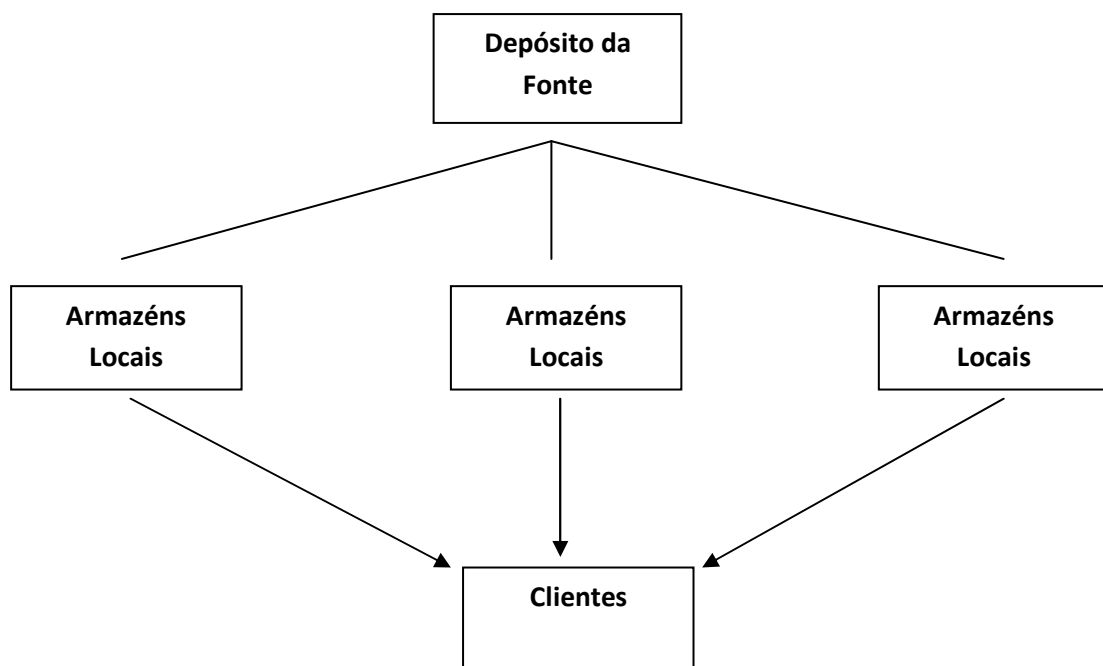 Depósito da
Fonte
Armazéns
Locais
Armazéns
Locais
Armazéns
Locais
Clientes